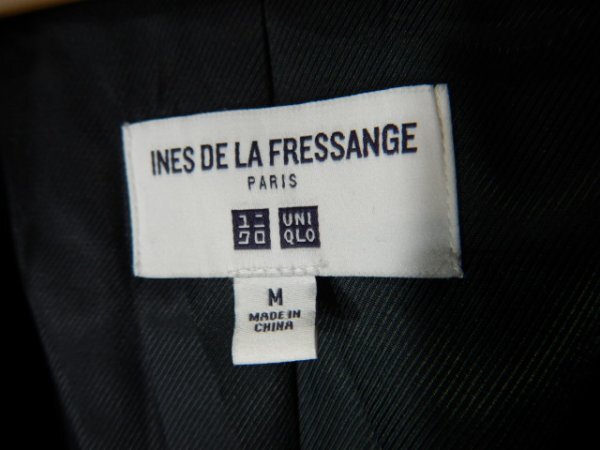 INES DE LA FRESSANGE
PARIS
ユニ UNI
クロ QLO
M
MADE IN
CHINA